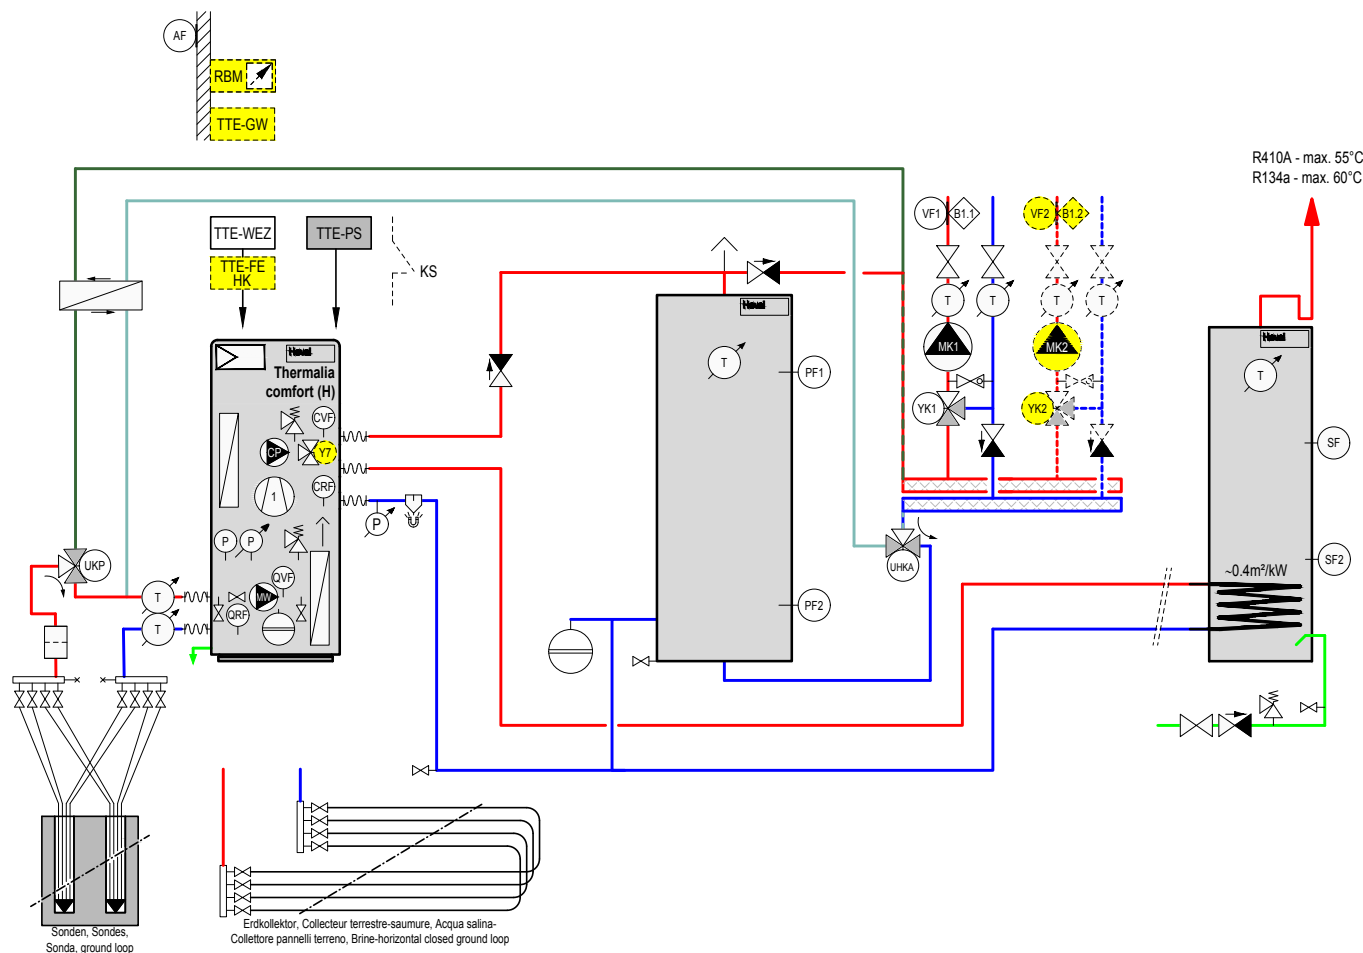 AF
RBM
TTE-GW
R410A - max. 55°C
R134a - max. 60°C
TTE-WEZ
TTE-PS
TTE-FE
HK
KS
VF1
B1.1
VF2
B1.2
T
T
T
T
Hoval
Hoval
Hoval
Thermalia
comfort (H)
MK1
MK2
T
PF1
T
YK1
YK2
CVF
CP
Y7
SF
CRF
1
P
P
P
UKP
UHKA
SF2
~0.4m²/kW
QVF
MW
QRF
T
T
PF2
Sonden, Sondes,
Sonda, ground loop
Erdkollektor, Collecteur terrestre-saumure, Acqua salina-
Collettore pannelli terreno, Brine-horizontal closed ground loop